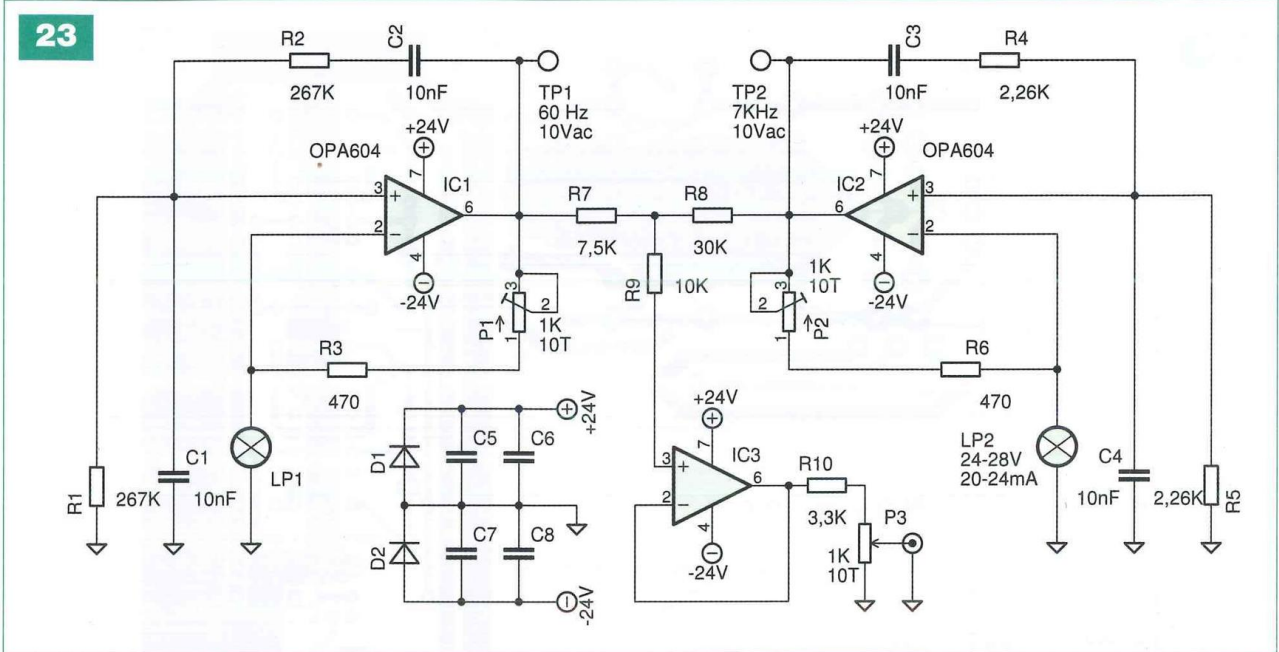 23
R2
267K
C2
10nF
TP1
60 Hz
10Vac
TP2
7KHz
10Vac
C3
10nF
R4
2,26K
OPA604
+24V
7
3
+
2
−
IC1
6
4
-24V
R7
7,5K
R8
30K
R9
10K
+24V
7
OPA604
IC2
6
3
+
2
−
4
-24V
3
2
1
P1
1K
10T
1K
10T
3
2
1
P2
R3
470
R6
470
R1
267K
C1
10nF
LP1
D1
D2
C5
C6
C7
C8
+24V
-24V
+24V
7
3
+
2
−
IC3
6
4
-24V
R10
3,3K
P3
1K
10T
LP2
24-28V
20-24mA
C4
10nF
2,26K
R5